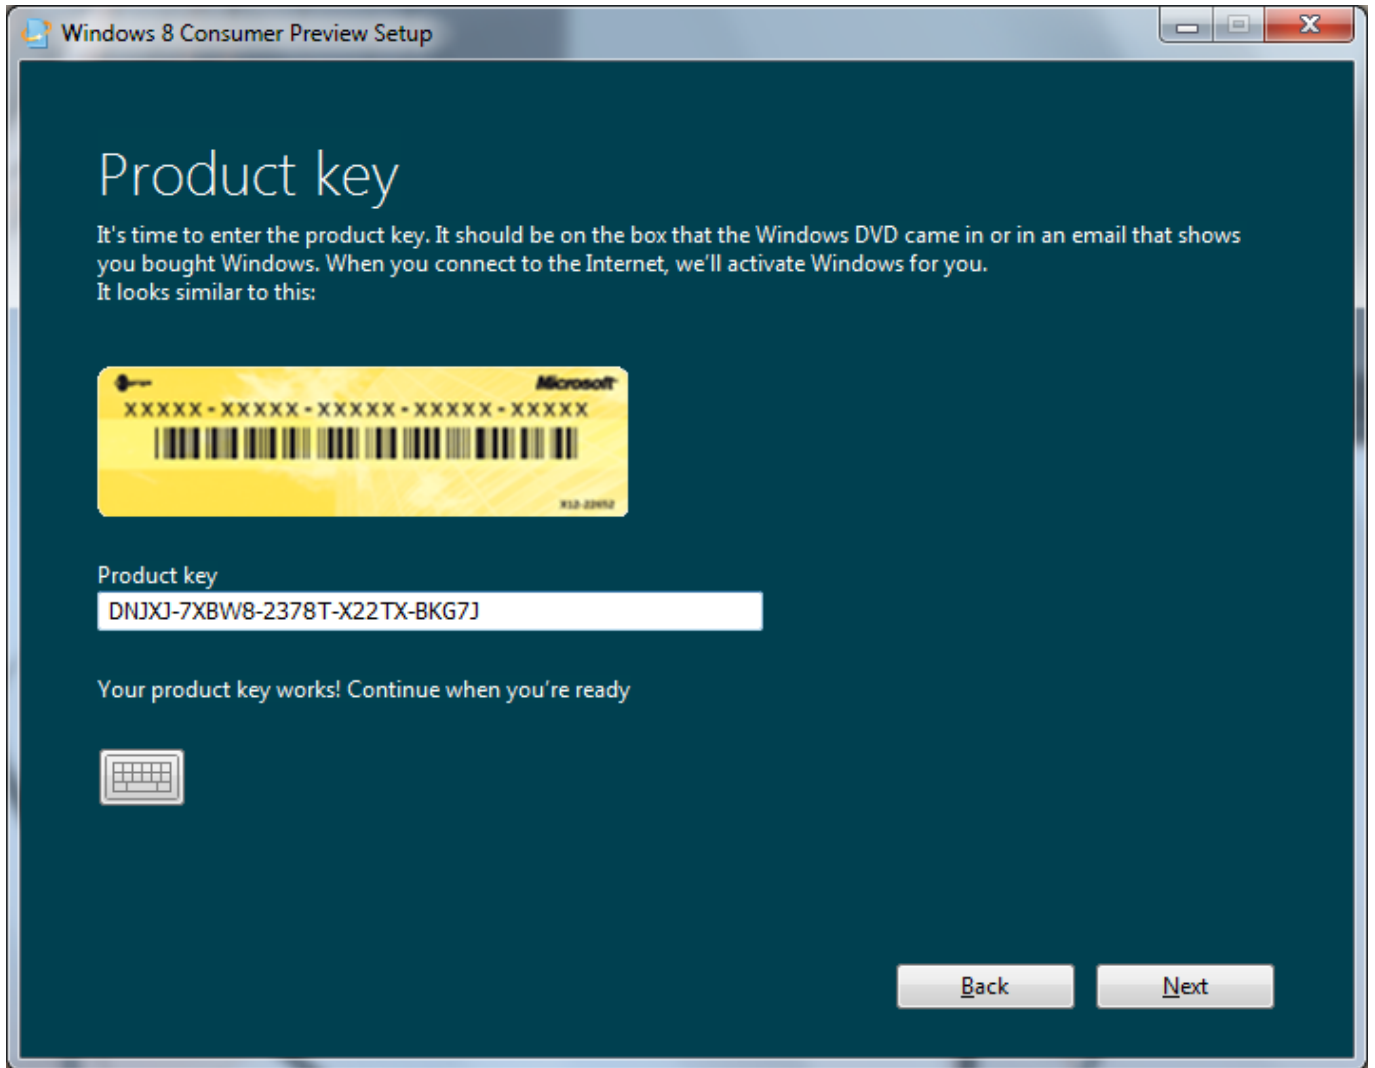 Windows 8 Consumer Preview Setup
Product key
It's time to enter the product key. It should be on the box that the Windows DVD came in or in an email that shows
you bought Windows. When you connect to the Internet, we'll activate Windows for you.
It looks similar to this:
Microsoft
XXXXX-XXXXX-XXXXX-XXXXX-XXXXX
X12-22652
Product key
DNJXJ-7XBW8-2378T-X22TX-BKG7J
Your product key works! Continue when you're ready
Back
Next